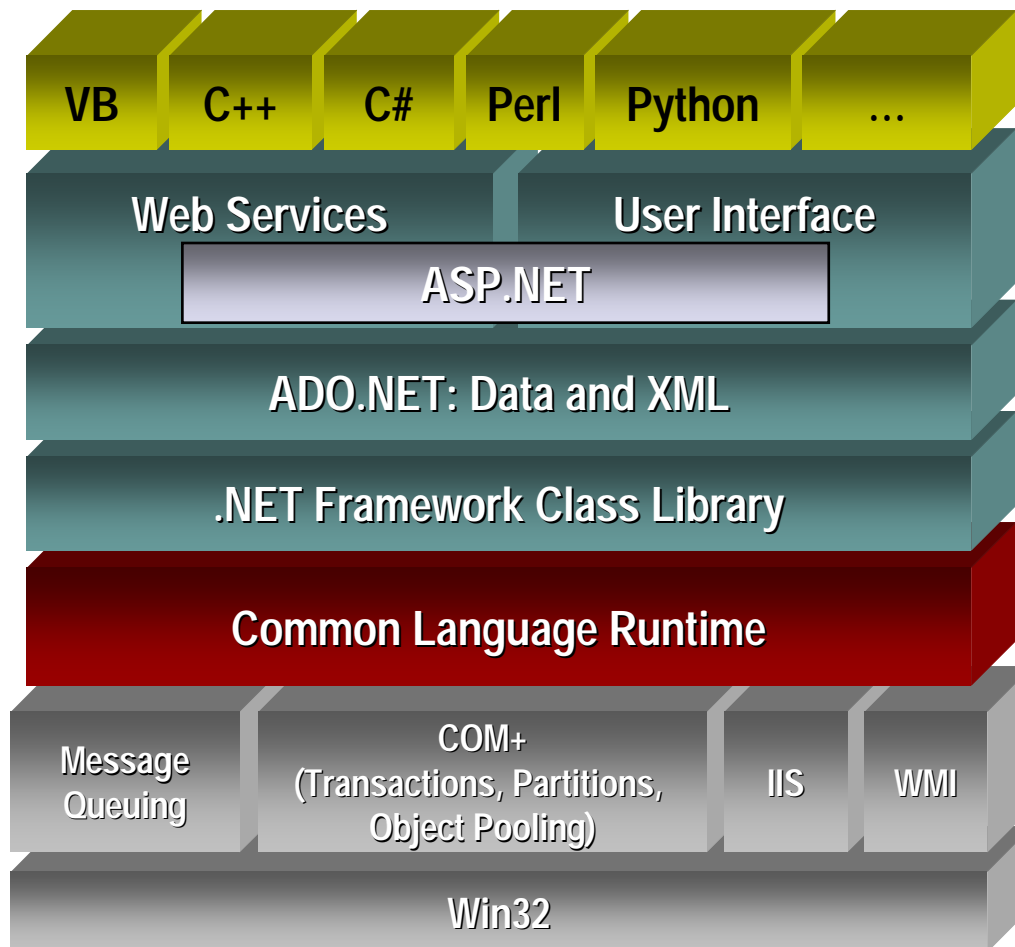 VB
C++
C#
Perl
Python
...
Web Services
User Interface
ASP.NET
ADO.NET: Data and XML
.NET Framework Class Library
Common Language Runtime
Message
Queuing
COM+
(Transactions, Partitions,
Object Pooling)
IIS
WMI
Win32